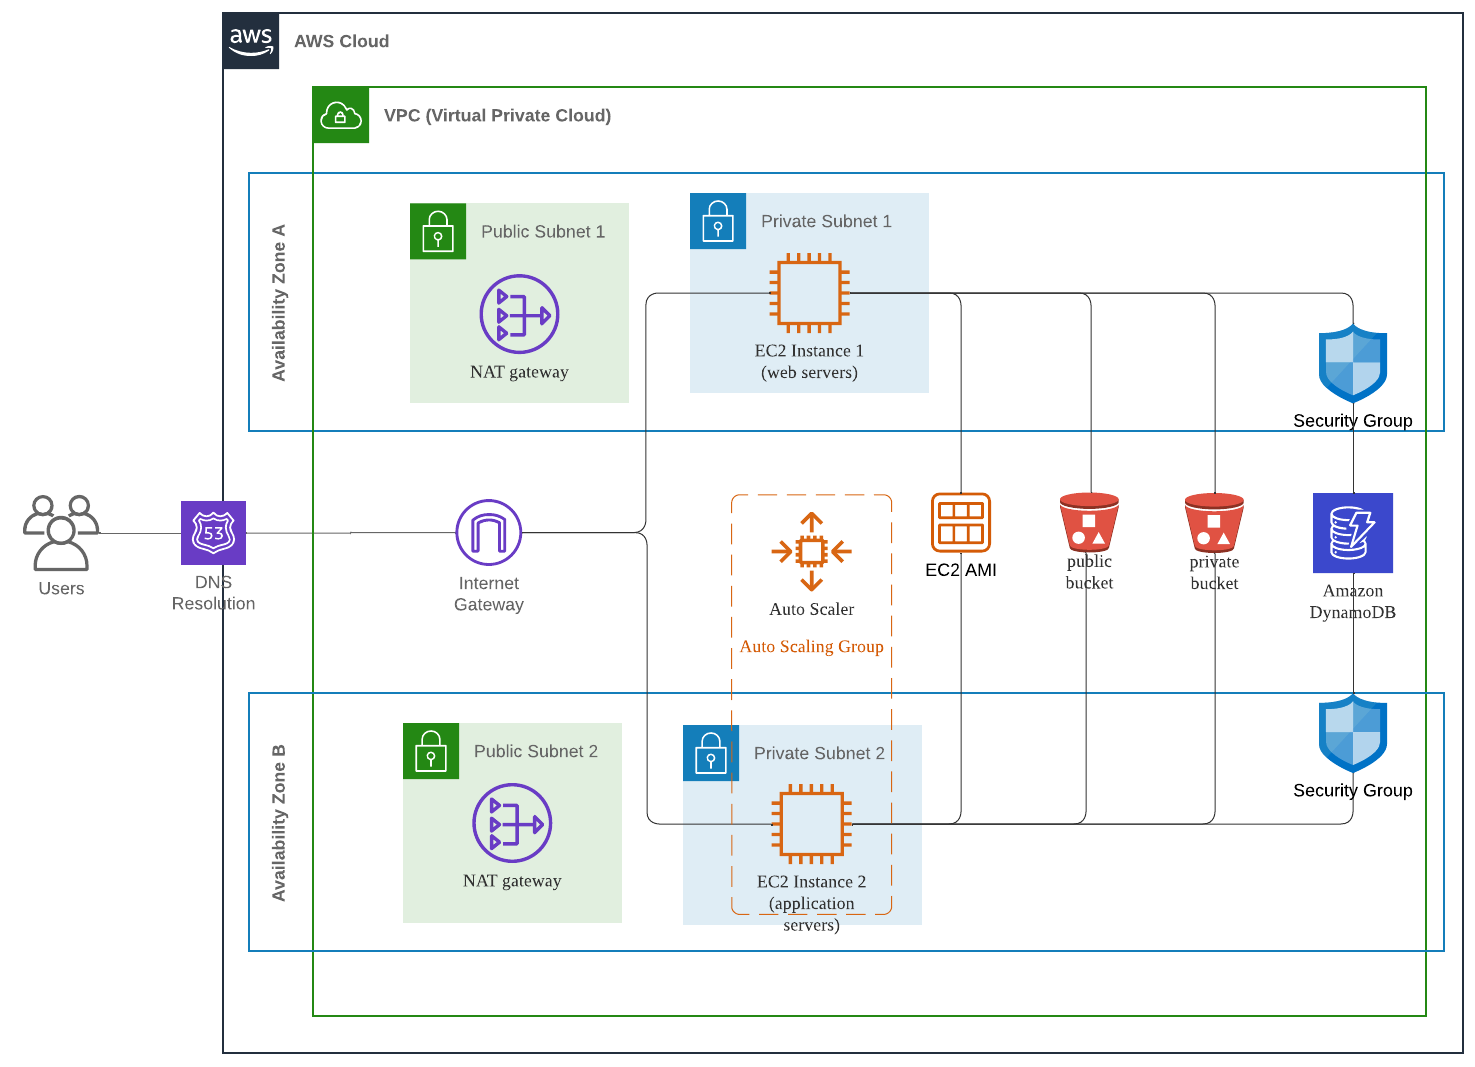 aws
AWS Cloud
VPC (Virtual Private Cloud)
Availability Zone A
Public Subnet 1
NAT gateway
Private Subnet 1
EC2 Instance 1
(web servers)
Security Group
Users
53
DNS
Resolution
Internet
Gateway
Auto Scaler
Auto Scaling Group
EC2 AMI
public
bucket
private
bucket
Amazon
DynamoDB
Availability Zone B
Public Subnet 2
NAT gateway
Private Subnet 2
EC2 Instance 2
(application
servers)
Security Group